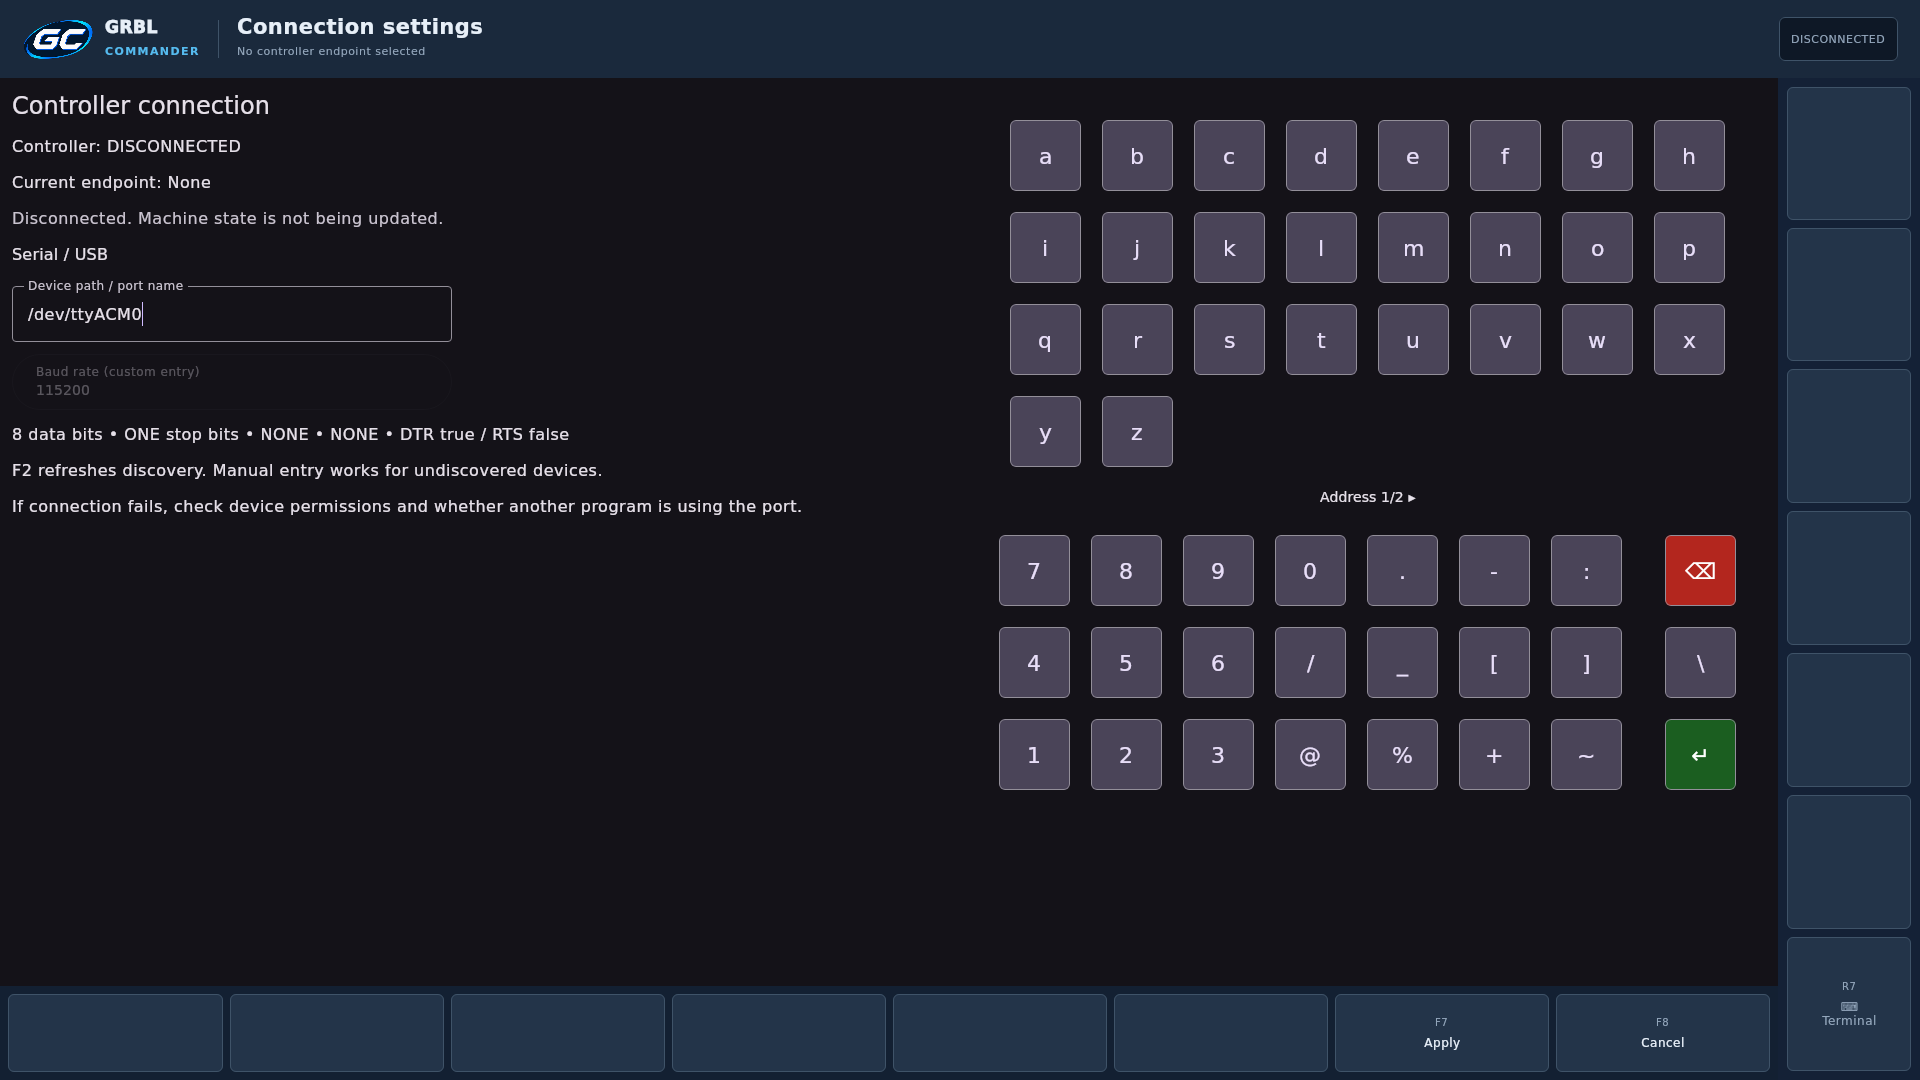 GC
GRBL
COMMANDER
Connection settings
No controller endpoint selected
DISCONNECTED
Controller connection
Controller: DISCONNECTED
Current endpoint: None
Disconnected. Machine state is not being updated.
Serial / USB
Device path / port name
/dev/ttyACM0
Baud rate (custom entry)
115200
8 data bits • ONE stop bits • NONE • NONE • DTR true / RTS false
F2 refreshes discovery. Manual entry works for undiscovered devices.
If connection fails, check device permissions and whether another program is using the port.
a b c d e f g h
i j k l m n o p
q r s t u v w x
y z
Address 1/2 ▸
7 8 9 0 . - : ⌫
4 5 6 / _ [ ] \
1 2 3 @ % + ~ ↵
F7
Apply
F8
Cancel
R7
⌨
Terminal